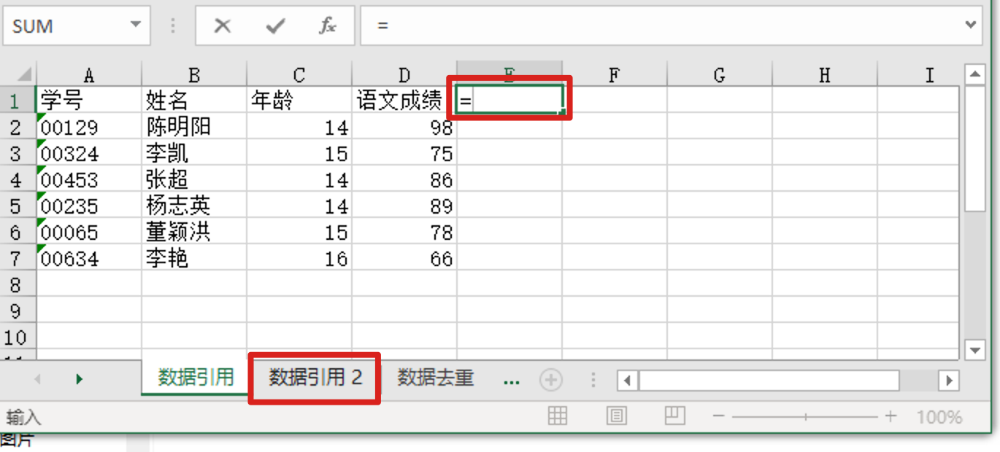 SUM fx =
A B C D E F G H I
1 学号 姓名 年龄 语文成绩 =
2 00129 陈明阳 14 98
3 00324 李凯 15 75
4 00453 张超 14 86
5 00235 杨志英 14 89
6 00065 董颖洪 15 78
7 00634 李艳 16 66
8
9
10
数据引用 数据引用 2 数据去重 ...
输入 100%
图片